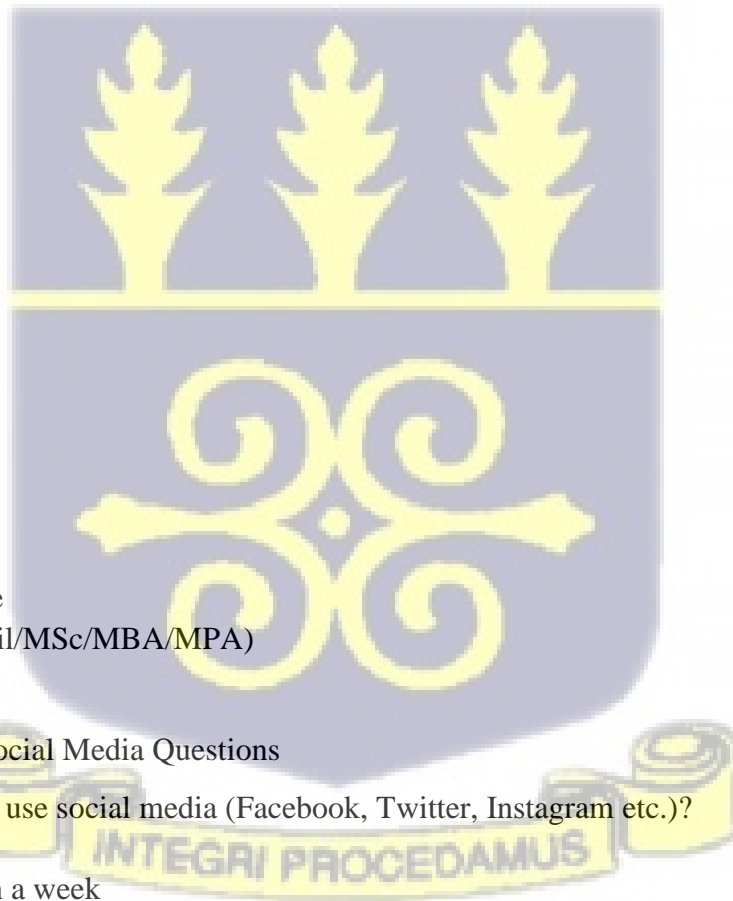 il/MSc/MBA/MPA)
ocial Media Questions
use social media (Facebook, Twitter, Instagram etc.)?
INTEGRI PROCEDAMUS
a week